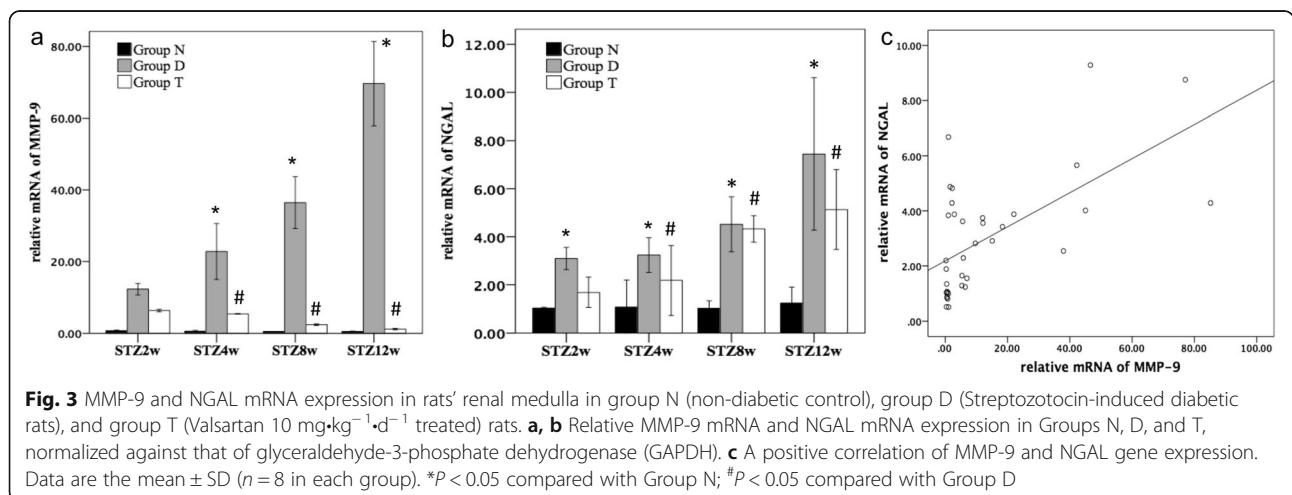 a
relative mRNA of MMP-9
80.00
60.00
40.00
20.00
0.00
Group N
Group D
Group T
*
*
*
#
#
#
STZ2w STZ4w STZ8w STZ12w
b
relative mRNA of NGAL
12.00
10.00
8.00
6.00
4.00
2.00
0.00
Group N
Group D
Group T
*
*
*
*
#
#
#
STZ2w STZ4w STZ8w STZ12w
c
relative mRNA of NGAL
10.00
8.00
6.00
4.00
2.00
.00
.00 20.00 40.00 60.00 80.00 100.00
relative mRNA of MMP-9
Fig. 3 MMP-9 and NGAL mRNA expression in rats' renal medulla in group N (non-diabetic control), group D (Streptozotocin-induced diabetic
rats), and group T (Valsartan 10 mg•kg⁻¹•d⁻¹ treated) rats. a, b Relative MMP-9 mRNA and NGAL mRNA expression in Groups N, D, and T,
normalized against that of glyceraldehyde-3-phosphate dehydrogenase (GAPDH). c A positive correlation of MMP-9 and NGAL gene expression.
Data are the mean ± SD (n = 8 in each group). *P < 0.05 compared with Group N; #P < 0.05 compared with Group D